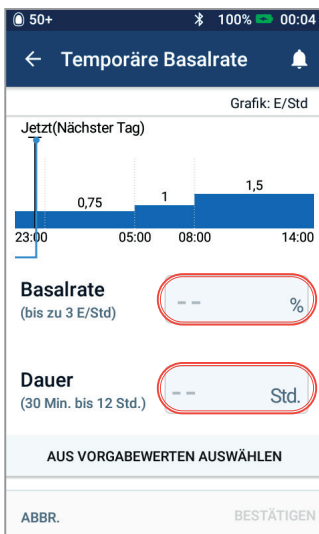 50+ 100% 00:04
Temporäre Basalrate
Grafik: E/Std
Jetzt(Nächster Tag)
0,75 1 1,5
23:00 05:00 08:00 14:00
Basalrate
(bis zu 3 E/Std)
-- %
Dauer
(30 Min. bis 12 Std.)
-- Std.
AUS VORGABEWERTEN AUSWÄHLEN
ABBR. BESTÄTIGEN